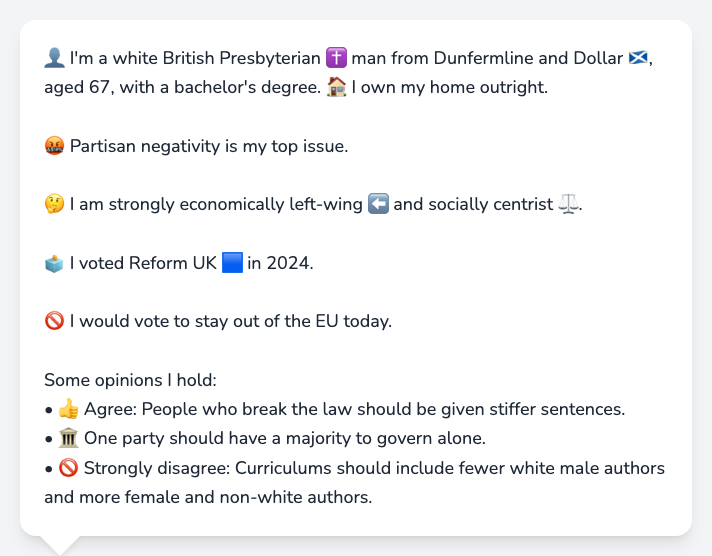 👤 I'm a white British Presbyterian ✝️ man from Dunfermline and Dollar 🏴󠁧󠁢󠁳󠁣󠁴󠁿,
aged 67, with a bachelor's degree. 🏠 I own my home outright.
🤬 Partisan negativity is my top issue.
🤔 I am strongly economically left-wing ⬅️ and socially centrist ⚖️.
🗳️ I voted Reform UK 🟦 in 2024.
🚫 I would vote to stay out of the EU today.
Some opinions I hold:
• 👍 Agree: People who break the law should be given stiffer sentences.
• 🏛️ One party should have a majority to govern alone.
• 🚫 Strongly disagree: Curriculums should include fewer white male authors
and more female and non-white authors.